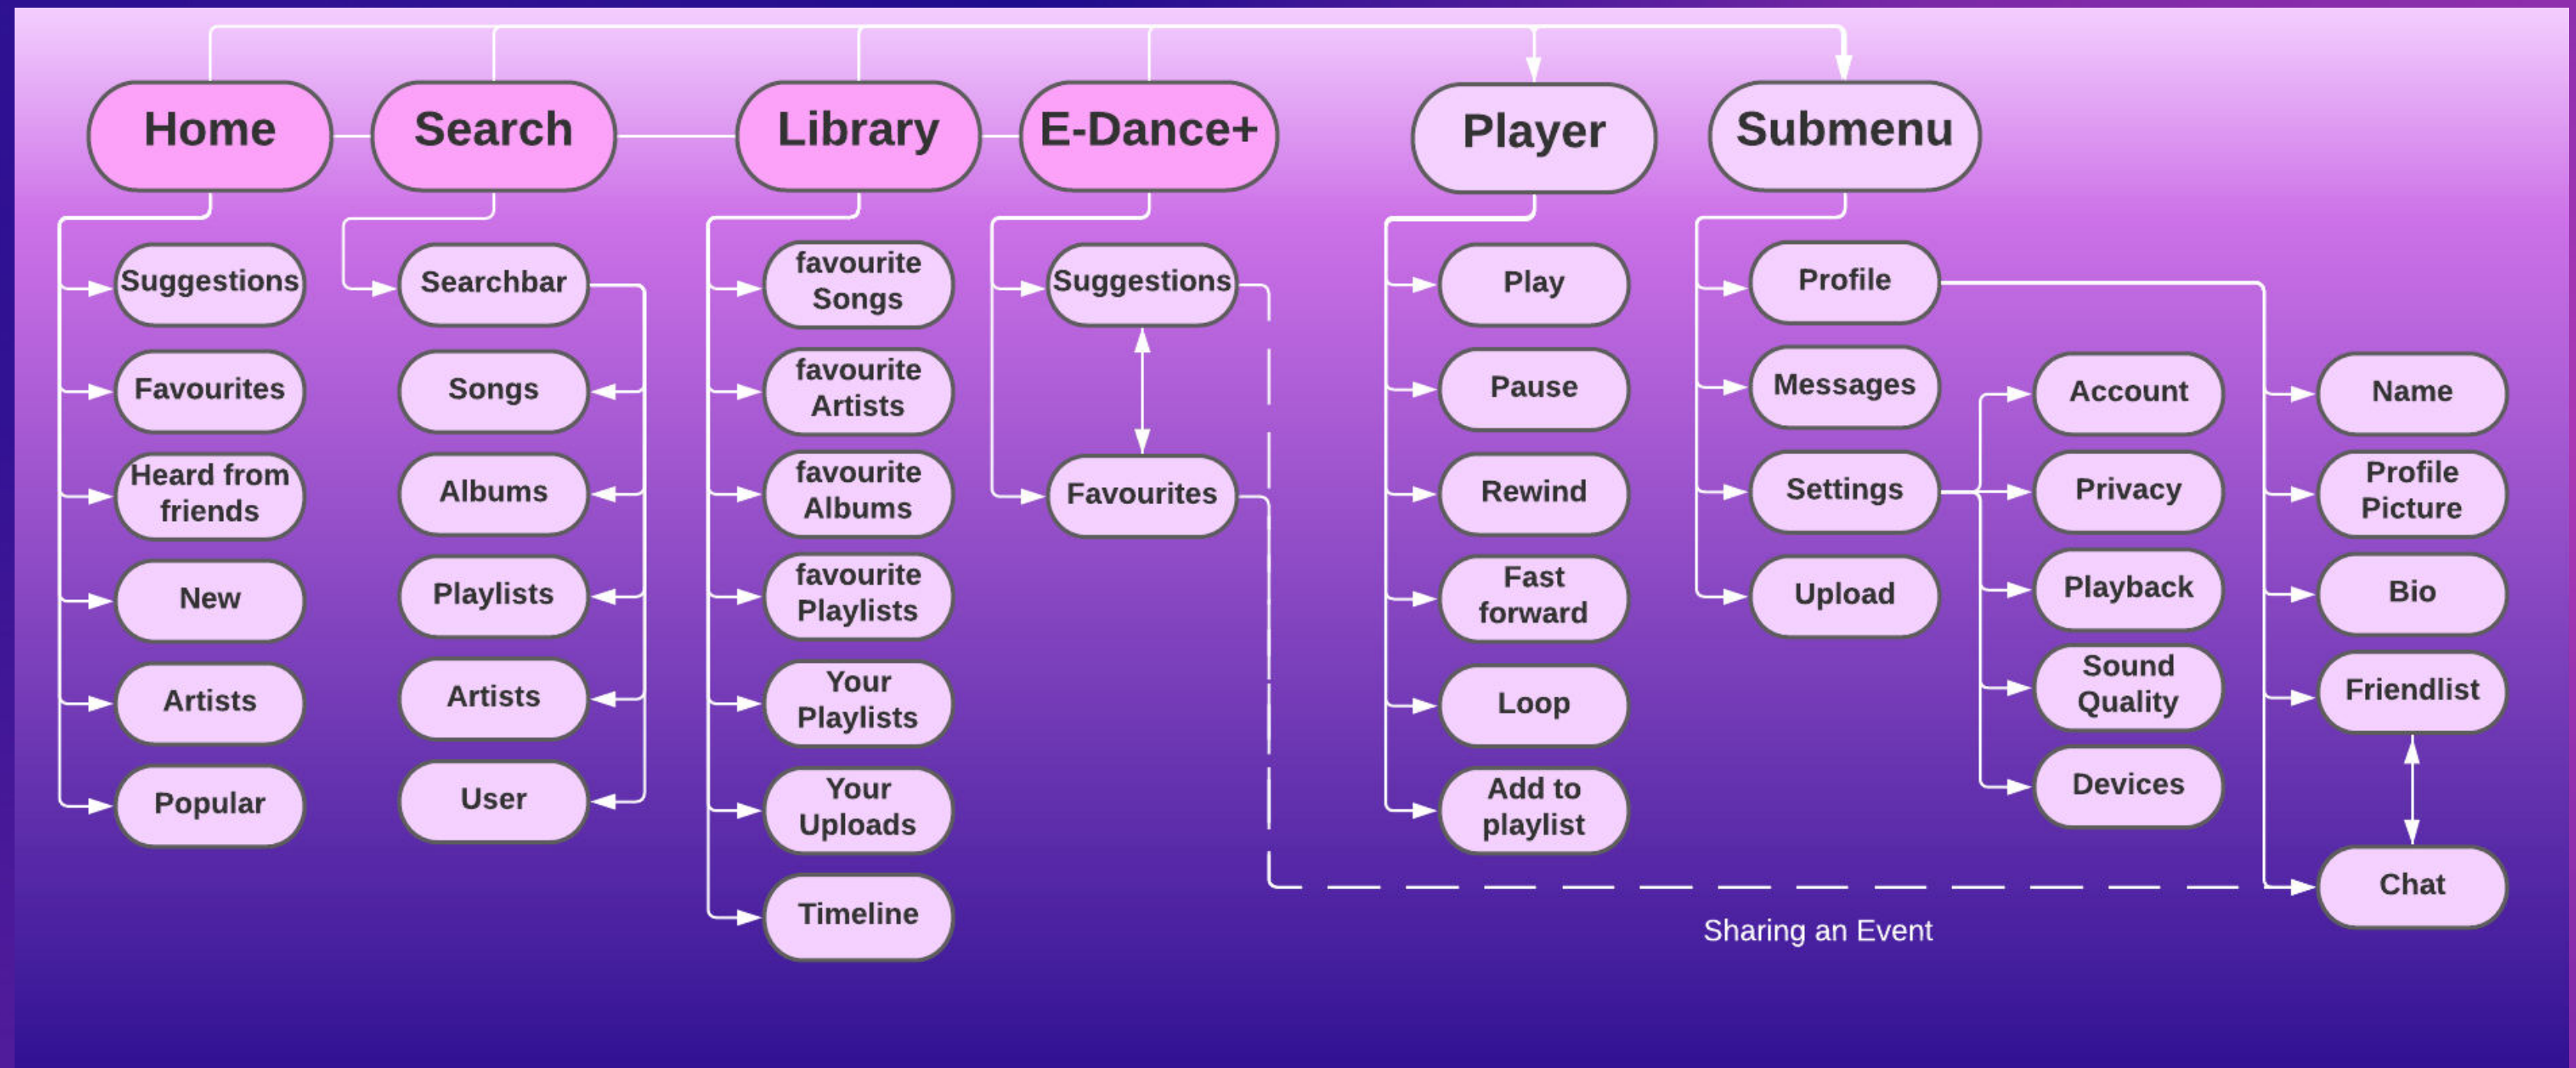 Home
Search
Library
E-Dance+
Player
Submenu
Suggestions
Favourites
Heard from
friends
New
Artists
Popular
Searchbar
Songs
Albums
Playlists
Artists
User
favourite
Songs
favourite
Artists
favourite
Albums
favourite
Playlists
Your
Playlists
Your
Uploads
Timeline
Suggestions
Favourites
Play
Pause
Rewind
Fast
forward
Loop
Add to
playlist
Profile
Messages
Settings
Upload
Account
Privacy
Playback
Sound
Quality
Devices
Name
Profile
Picture
Bio
Friendlist
Chat
Sharing an Event